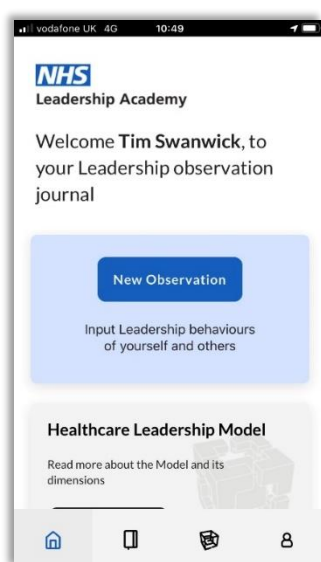 vodafone UK 4G 10:49
NHS
Leadership Academy
Welcome Tim Swanwick, to
your Leadership observation
journal
New Observation
Input Leadership behaviours
of yourself and others
Healthcare Leadership Model
Read more about the Model and its
dimensions